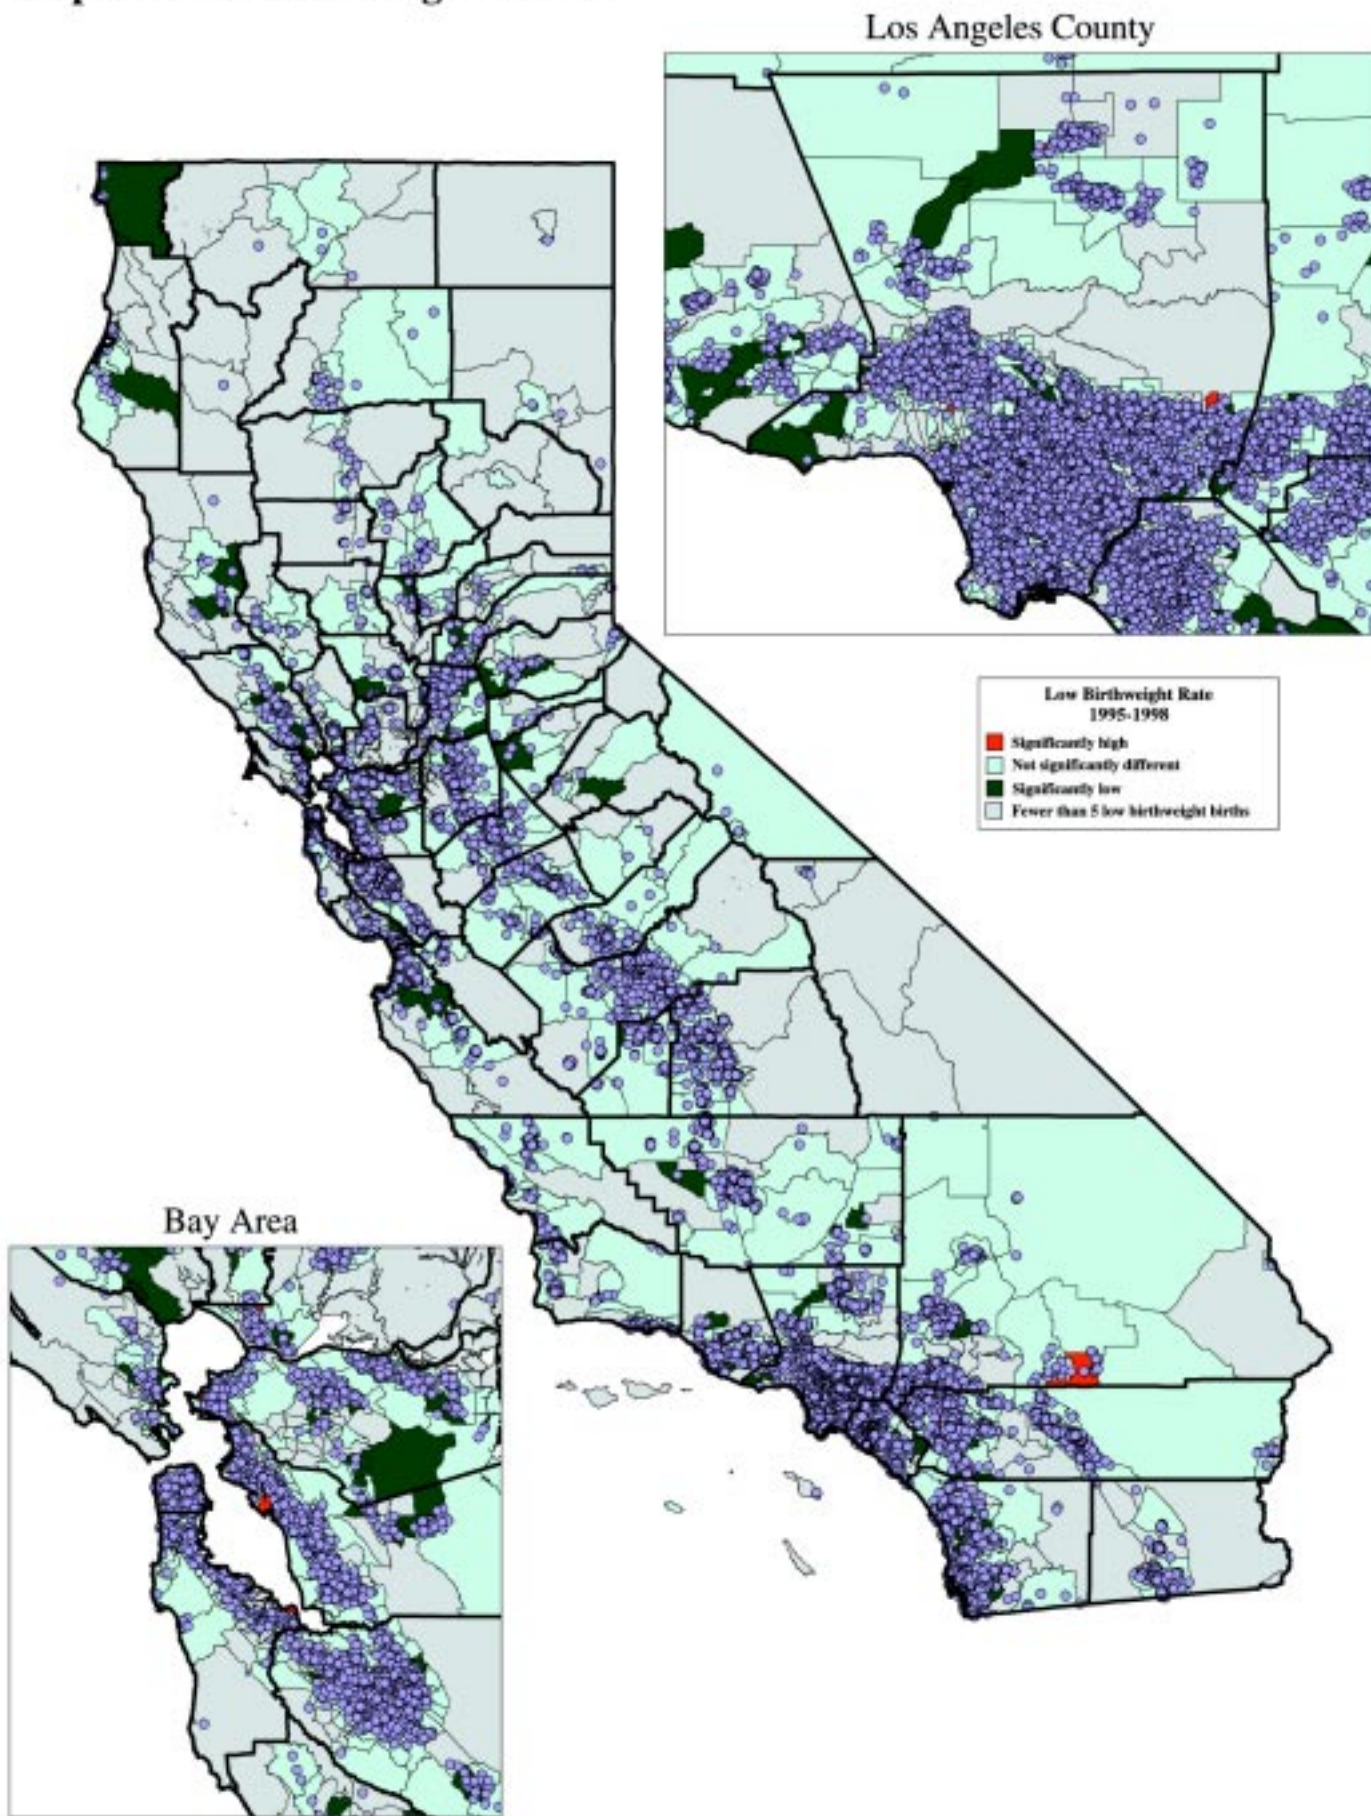 Los Angeles County
Low Birthweight Rate
1995-1998
Significantly high
Not significantly different
Significantly low
Fewer than 5 low birthweight births
Bay Area